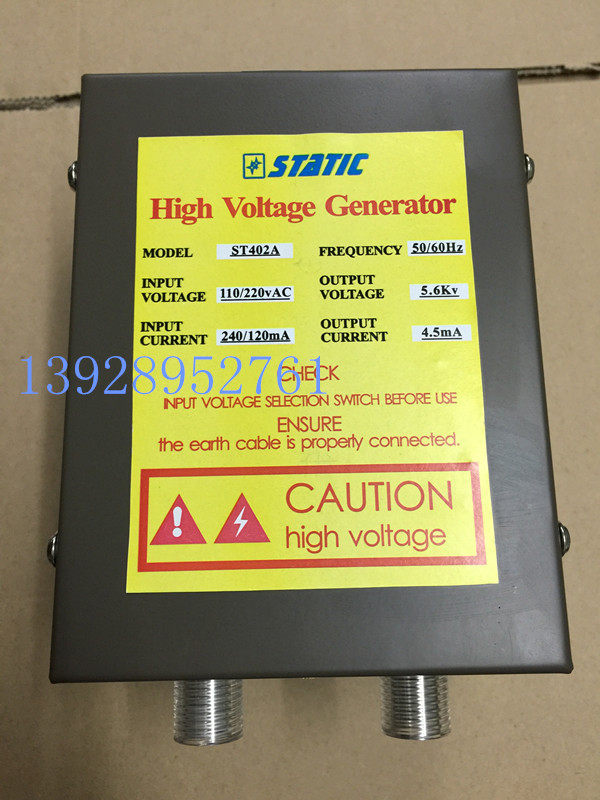 STATIC
High Voltage Generator
MODEL ST402A FREQUENCY 50/60Hz
INPUT VOLTAGE 110/220vAC OUTPUT VOLTAGE 5.6Kv
INPUT CURRENT 240/120mA OUTPUT CURRENT 4.5mA
13928952761
CHECK
INPUT VOLTAGE SELECTION SWITCH BEFORE USE
ENSURE
the earth cable is properly connected.
CAUTION
high voltage